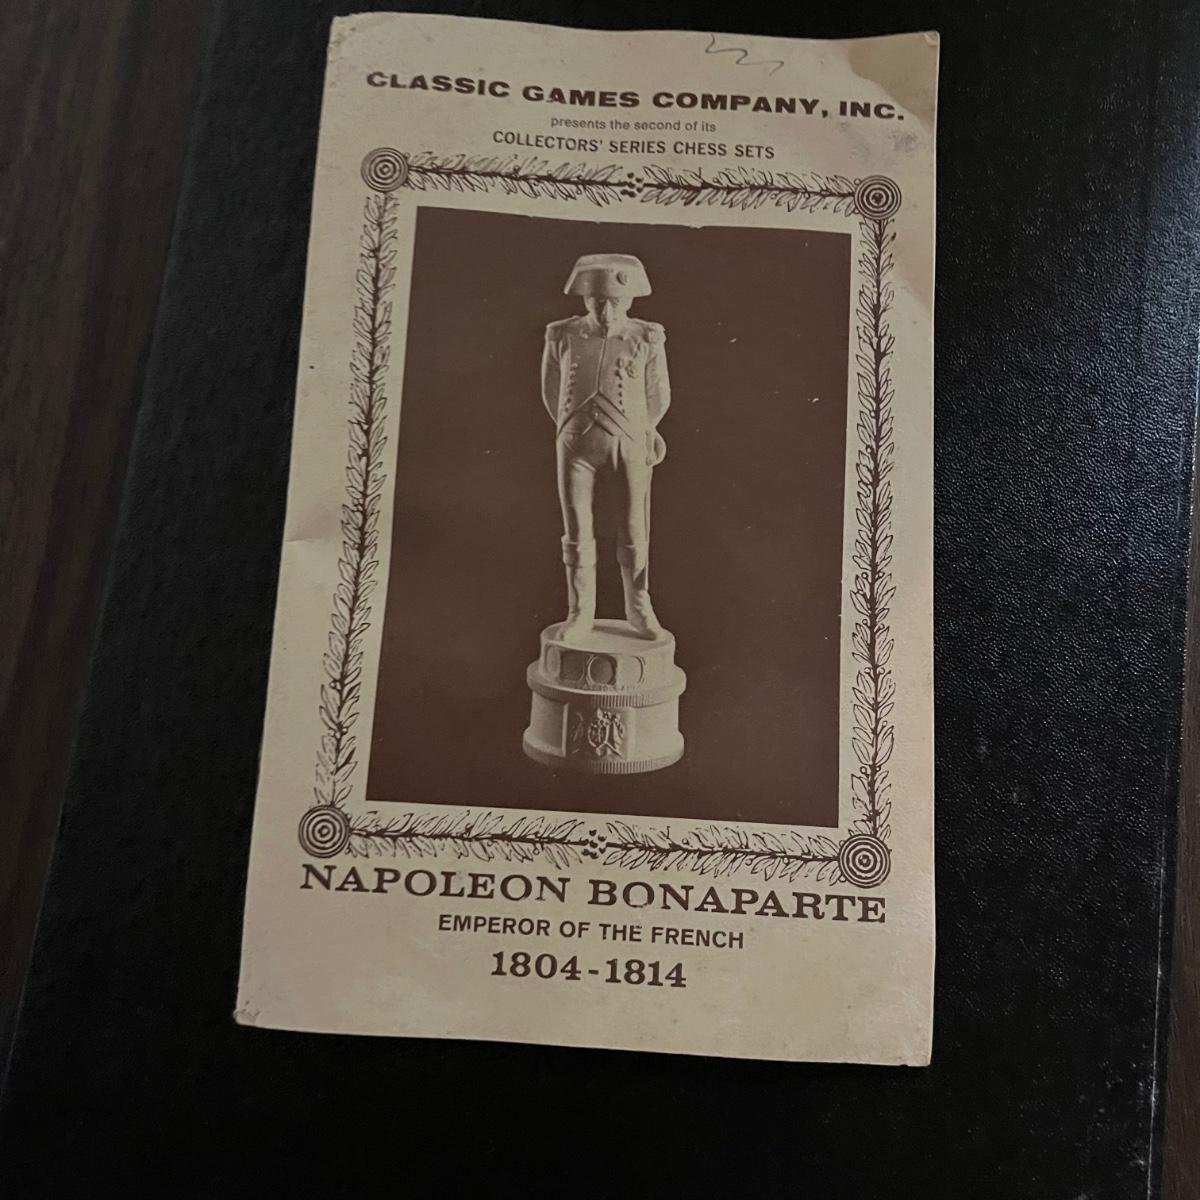 CLASSIC GAMES COMPANY, INC.
presents the second of its
COLLECTORS' SERIES CHESS SETS
NAPOLEON BONAPARTE
EMPEROR OF THE FRENCH
1804-1814